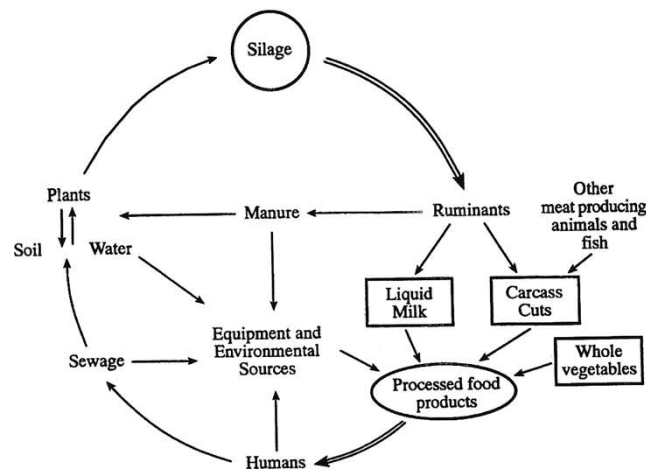 Silage
Plants
Soil
Water
Manure
Ruminants
Other
meat producing
animals and
fish
Liquid
Milk
Carcass
Cuts
Equipment and
Environmental
Sources
Sewage
Whole
vegetables
Processed food
products
Humans